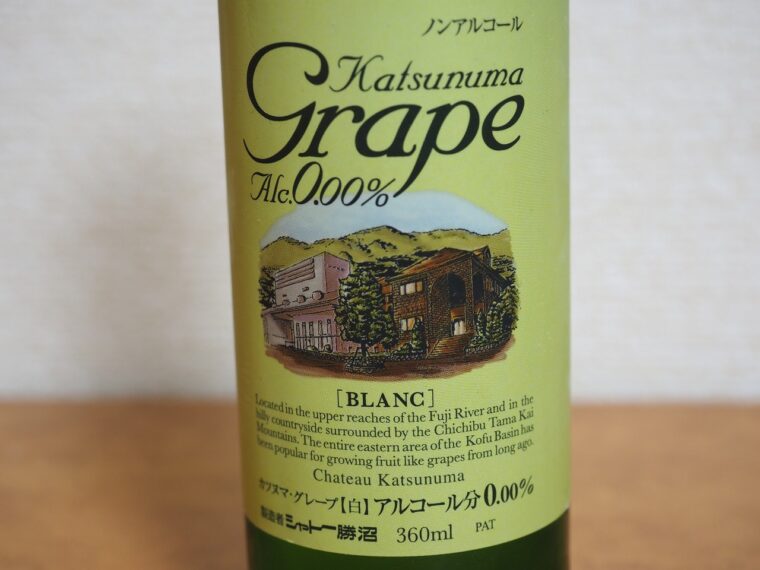 ノンアルコール
Katsunuma
Grape
Alc.0.00%
[BLANC]
Located in the upper reaches of the Fuji River and in the
hilly countryside surrounded by the Chichibu Tama Kai
Mountains. The entire eastern area of the Kofu Basin has
been popular for growing fruit like grapes from long ago.
Chateau Katsunuma
カツヌマ・グレープ【白】アルコール分0.00%
製造者 シャトー勝沼 360ml PAT